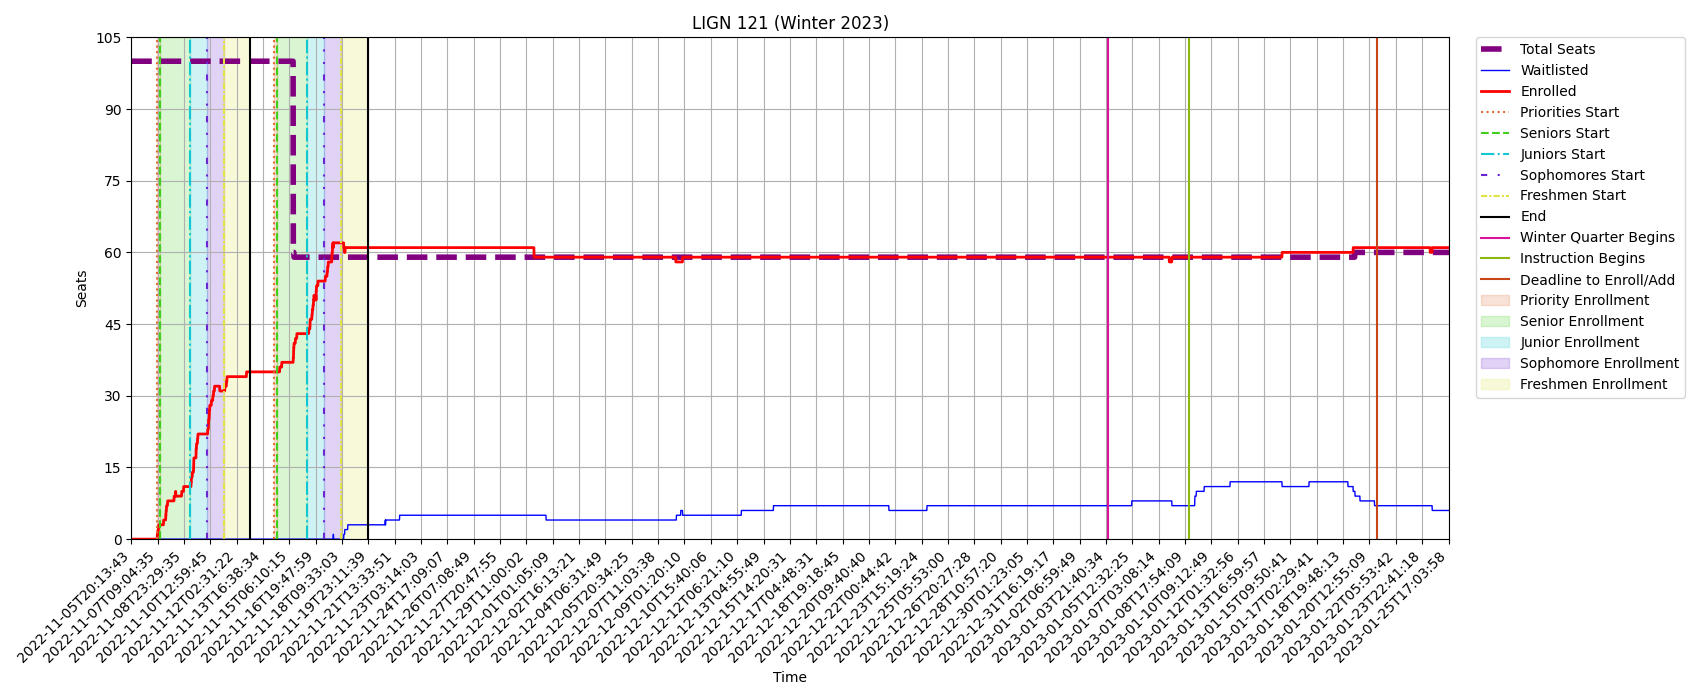 LIGN 121 (Winter 2023)
Seats
105
90
75
60
45
30
15
0
2022-11-05T20:13:43
2022-11-07T09:04:35
2022-11-08T23:29:35
2022-11-10T12:59:45
2022-11-12T02:31:22
2022-11-13T16:38:34
2022-11-15T06:10:15
2022-11-16T19:47:59
2022-11-18T09:33:03
2022-11-19T23:11:39
2022-11-21T13:33:51
2022-11-23T03:14:03
2022-11-24T17:09:07
2022-11-26T07:08:49
2022-11-27T20:47:55
2022-11-29T11:00:02
2022-12-01T01:05:09
2022-12-02T16:13:21
2022-12-04T06:31:49
2022-12-05T20:34:25
2022-12-07T11:03:38
2022-12-09T01:20:10
2022-12-10T15:40:06
2022-12-12T06:21:10
2022-12-13T04:55:49
2022-12-15T14:20:31
2022-12-17T04:48:31
2022-12-18T19:18:45
2022-12-20T09:40:40
2022-12-22T00:44:42
2022-12-23T15:19:24
2022-12-25T05:53:00
2022-12-26T20:27:28
2022-12-28T10:57:20
2022-12-30T01:23:05
2022-12-31T16:19:17
2023-01-02T06:59:49
2023-01-03T21:40:34
2023-01-05T12:32:25
2023-01-07T03:08:14
2023-01-08T17:54:09
2023-01-10T09:12:49
2023-01-12T01:32:56
2023-01-13T16:59:57
2023-01-15T09:50:41
2023-01-17T02:29:41
2023-01-18T19:48:13
2023-01-20T12:55:09
2023-01-22T05:53:42
2023-01-23T22:41:18
2023-01-25T17:03:58
Time
Total Seats
Waitlisted
Enrolled
Priorities Start
Seniors Start
Juniors Start
Sophomores Start
Freshmen Start
End
Winter Quarter Begins
Instruction Begins
Deadline to Enroll/Add
Priority Enrollment
Senior Enrollment
Junior Enrollment
Sophomore Enrollment
Freshmen Enrollment